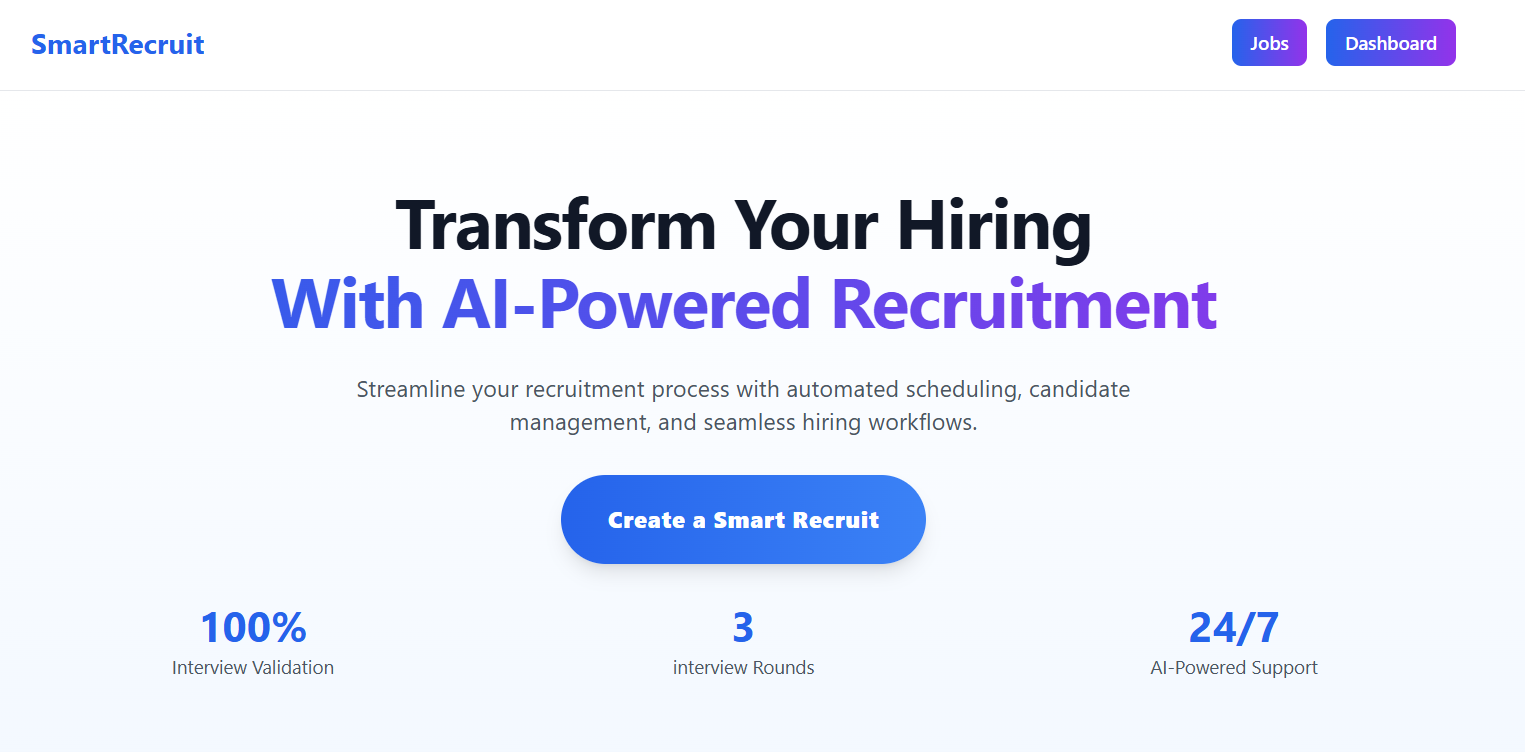 SmartRecruit
Jobs
Dashboard
Transform Your Hiring
With AI-Powered Recruitment
Streamline your recruitment process with automated scheduling, candidate
management, and seamless hiring workflows.
Create a Smart Recruit
100%
Interview Validation
3
interview Rounds
24/7
AI-Powered Support